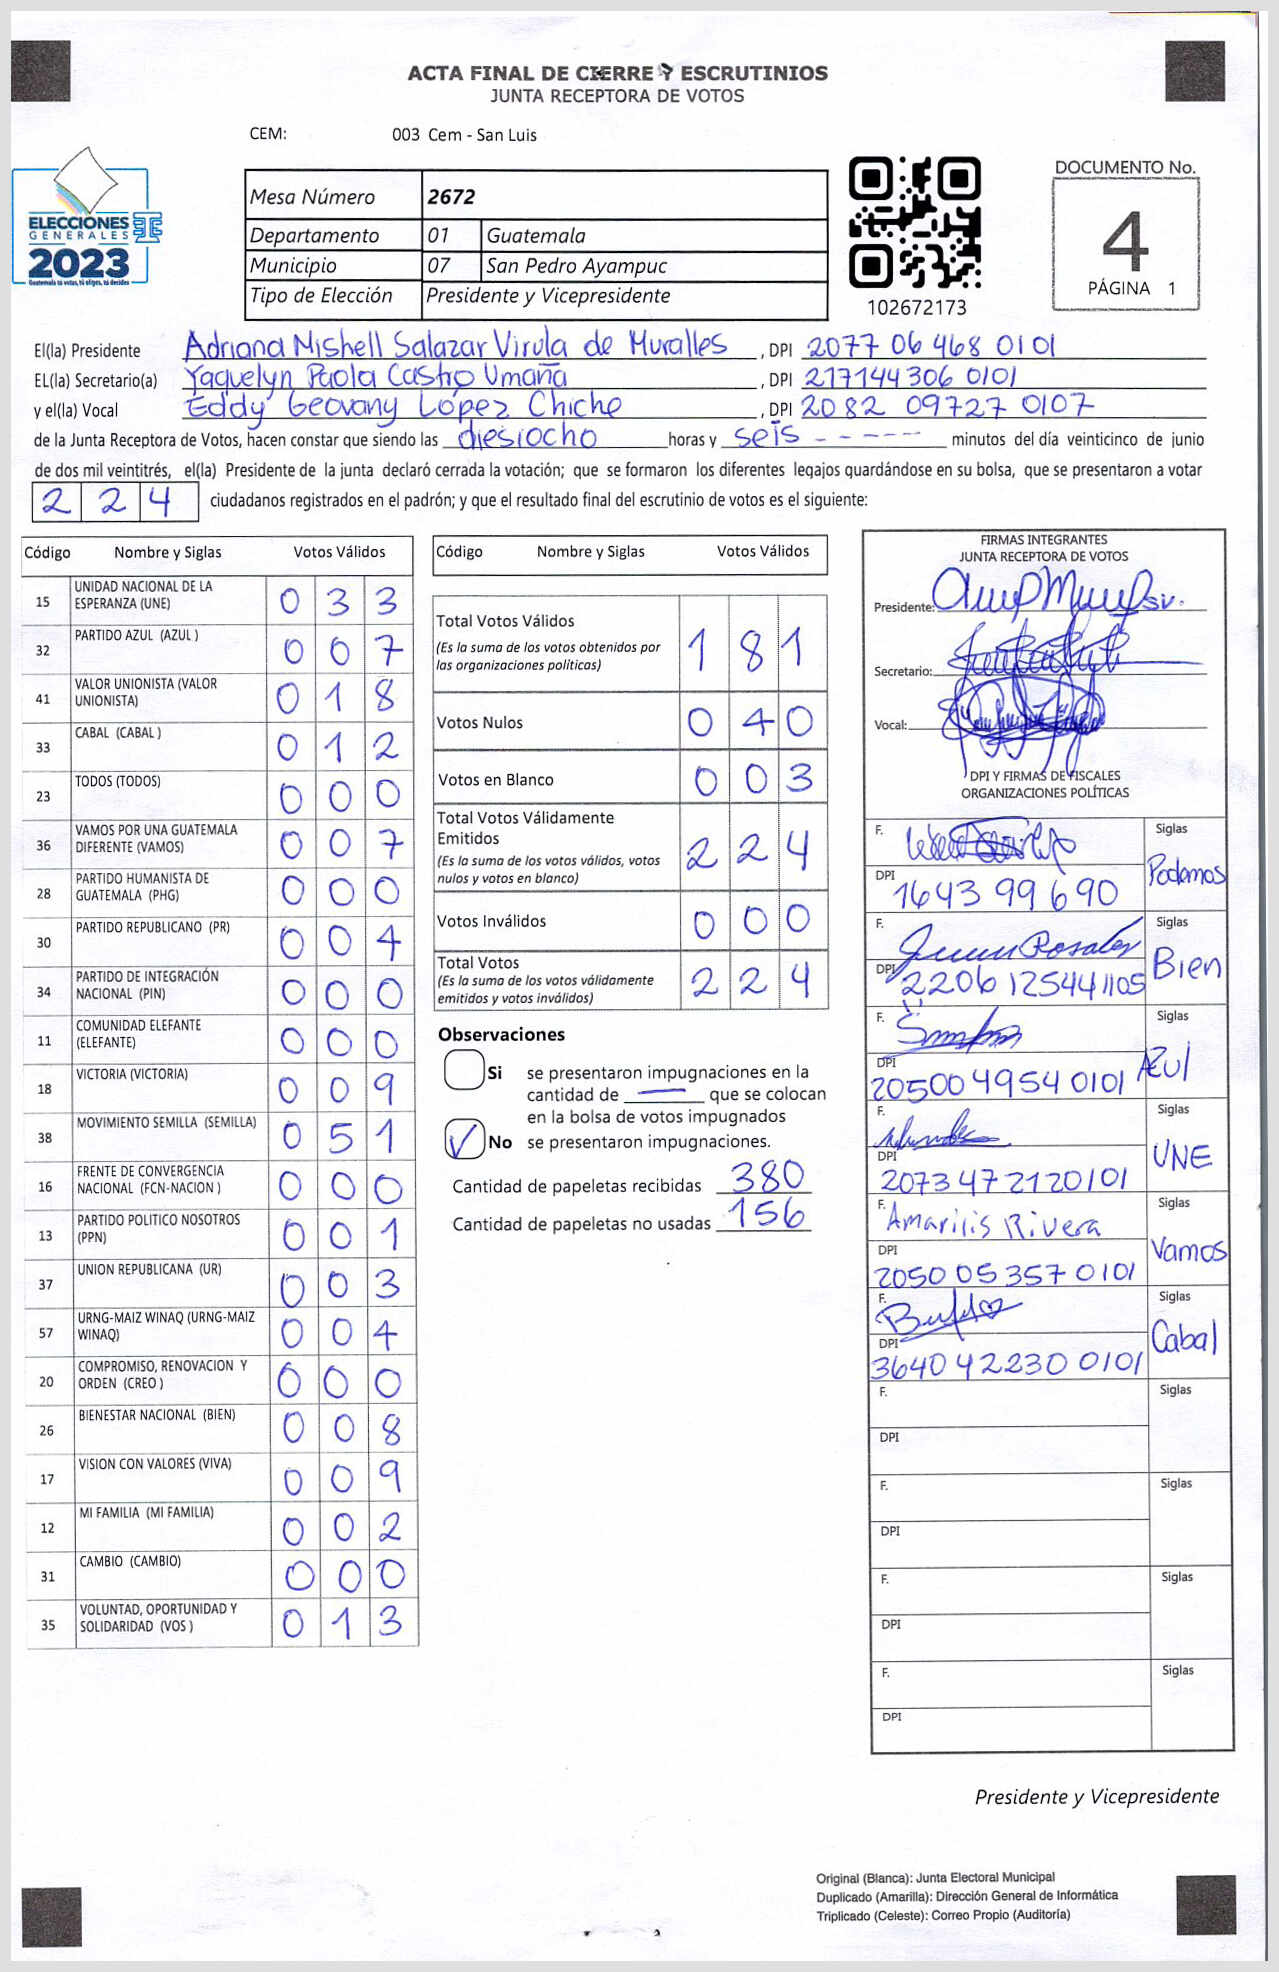 ACTA FINAL DE CIERRE Y ESCRUTINIOS
JUNTA RECEPTORA DE VOTOS
CEM: 003 Cem - San Luis
ELECCIONES
GENERALES
2023
Guatemala tú votas, tú eliges, tú decides
Mesa Número 2672
Departamento 01 Guatemala
Municipio 07 San Pedro Ayampuc
Tipo de Elección Presidente y Vicepresidente
102672173
DOCUMENTO No.
4
PÁGINA 1
El(la) Presidente Adriana Mishell Salazar Virula de Muralles, DPI 2077 06468 0101
EL(la) Secretario(a) Yaquelyn Paola Castro Umaña, DPI 217144306 0101
y el(la) Vocal Eddy Geovany López Chiche, DPI 2082 09727 0107
de la Junta Receptora de Votos, hacen constar que siendo las diesiocho horas y seis - - - - - - minutos del día veinticinco de junio
de dos mil veintitrés, el(la) Presidente de la junta declaró cerrada la votación; que se formaron los diferentes legajos guardándose en su bolsa, que se presentaron a votar
2 2 4 ciudadanos registrados en el padrón; y que el resultado final del escrutinio de votos es el siguiente:
Código Nombre y Siglas Votos Válidos
15 UNIDAD NACIONAL DE LA ESPERANZA (UNE) 0 3 3
32 PARTIDO AZUL (AZUL ) 0 0 7
41 VALOR UNIONISTA (VALOR UNIONISTA) 0 1 8
33 CABAL (CABAL ) 0 1 2
23 TODOS (TODOS) 0 0 0
36 VAMOS POR UNA GUATEMALA DIFERENTE (VAMOS) 0 0 7
28 PARTIDO HUMANISTA DE GUATEMALA (PHG) 0 0 0
30 PARTIDO REPUBLICANO (PR) 0 0 4
34 PARTIDO DE INTEGRACIÓN NACIONAL (PIN) 0 0 0
11 COMUNIDAD ELEFANTE (ELEFANTE) 0 0 0
18 VICTORIA (VICTORIA) 0 0 9
38 MOVIMIENTO SEMILLA (SEMILLA) 0 5 1
16 FRENTE DE CONVERGENCIA NACIONAL (FCN-NACION ) 0 0 0
13 PARTIDO POLITICO NOSOTROS (PPN) 0 0 1
37 UNION REPUBLICANA (UR) 0 0 3
57 URNG-MAIZ WINAQ (URNG-MAIZ WINAQ) 0 0 4
20 COMPROMISO, RENOVACION Y ORDEN (CREO ) 0 0 0
26 BIENESTAR NACIONAL (BIEN) 0 0 8
17 VISION CON VALORES (VIVA) 0 0 9
12 MI FAMILIA (MI FAMILIA) 0 0 2
31 CAMBIO (CAMBIO) 0 0 0
35 VOLUNTAD, OPORTUNIDAD Y SOLIDARIDAD (VOS ) 0 1 3
Código Nombre y Siglas Votos Válidos
Total Votos Válidos 1 8 1
(Es la suma de los votos obtenidos por
las organizaciones políticas)
Votos Nulos 0 4 0
Votos en Blanco 0 0 3
Total Votos Válidamente
Emitidos 2 2 4
(Es la suma de los votos válidos, votos
nulos y votos en blanco)
Votos Inválidos 0 0 0
Total Votos 2 2 4
(Es la suma de los votos válidamente
emitidos y votos inválidos)
Observaciones
Si se presentaron impugnaciones en la
cantidad de que se colocan
en la bolsa de votos impugnados
No se presentaron impugnaciones.
Cantidad de papeletas recibidas 380
Cantidad de papeletas no usadas 156
FIRMAS INTEGRANTES
JUNTA RECEPTORA DE VOTOS
Presidente:
Secretario:
Vocal:
DPI Y FIRMAS DE FISCALES
ORGANIZACIONES POLÍTICAS
F. Siglas
DPI 1643 99 690 Podemos
F. Juan Rosales Siglas
DPI 2206 12544 1105 Bien
F. Siglas
DPI 20500 4954 0101 Azul
F. Siglas
DPI 2073 47212 0101 UNE
F. Amarilis Rivera Siglas
DPI 2050 05357 0101 Vamos
F. Siglas
DPI 3640 42230 0101 Cabal
F. Siglas
DPI
F. Siglas
DPI
F. Siglas
DPI
F. Siglas
DPI
Presidente y Vicepresidente
Original (Blanca): Junta Electoral Municipal
Duplicado (Amarilla): Dirección General de Informática
Triplicado (Celeste): Correo Propio (Auditoría)